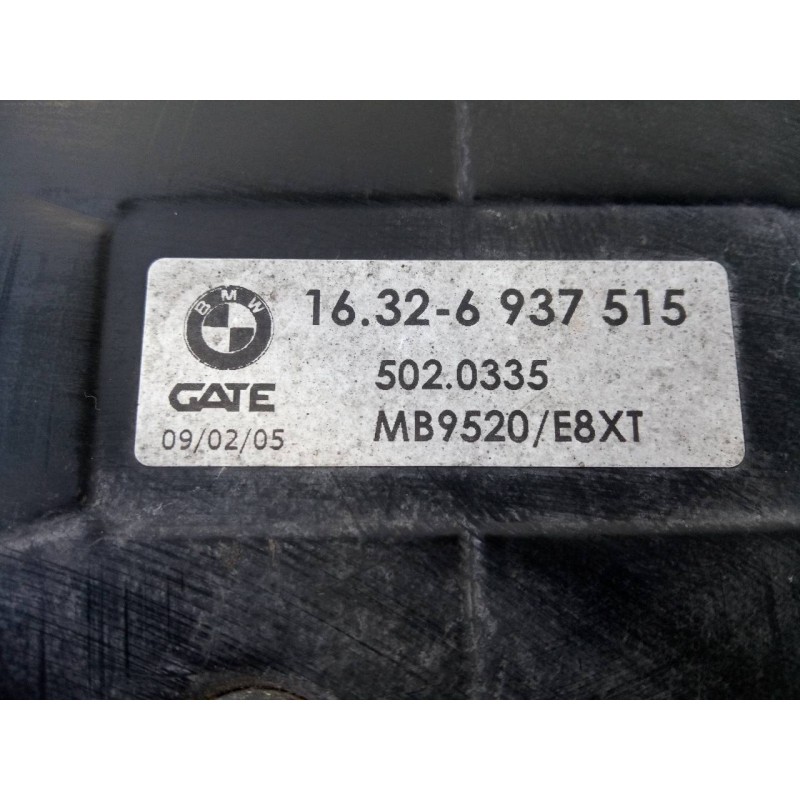 BMW
16.32-6 937 515
GATE
502.0335
09/02/05
MB9520/E8XT